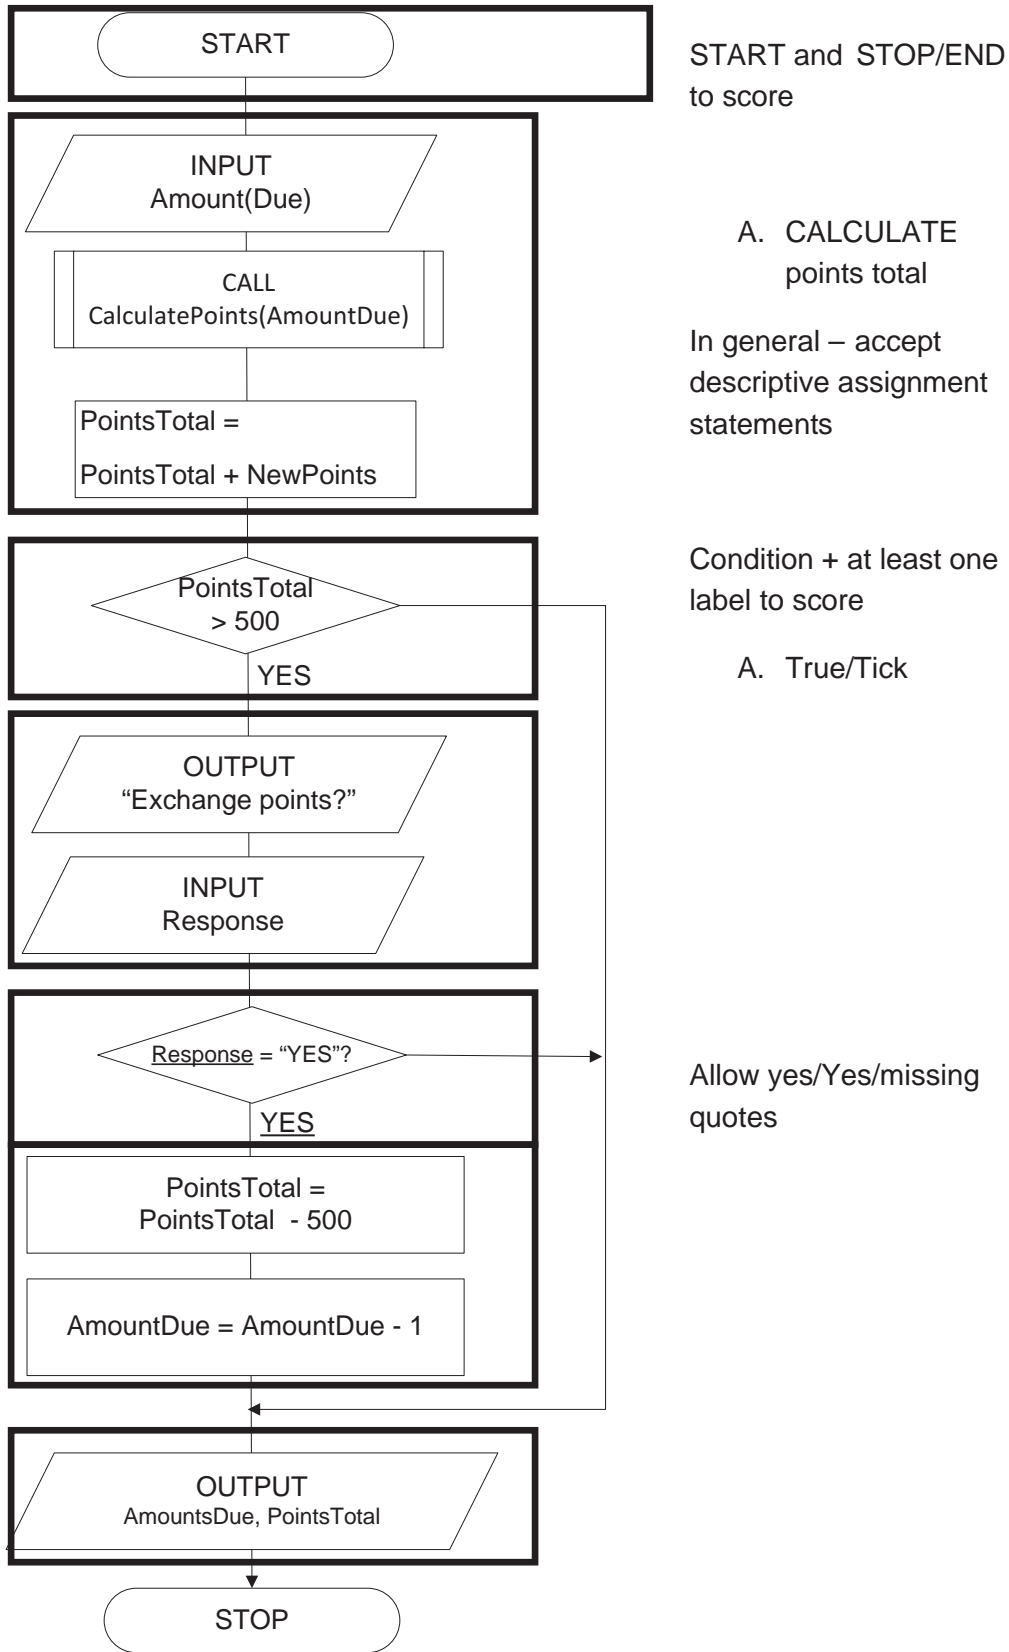 START
START and STOP/END
to score
INPUT
Amount(Due)
A. CALCULATE
points total
CALL
CalculatePoints(AmountDue)
In general – accept
descriptive assignment
statements
PointsTotal =
PointsTotal + NewPoints
Condition + at least one
label to score
PointsTotal
> 500
YES
A. True/Tick
OUTPUT
“Exchange points?”
INPUT
Response
Response = “YES”?
YES
Allow yes/Yes/missing
quotes
PointsTotal =
PointsTotal - 500
AmountDue = AmountDue - 1
OUTPUT
AmountsDue, PointsTotal
STOP